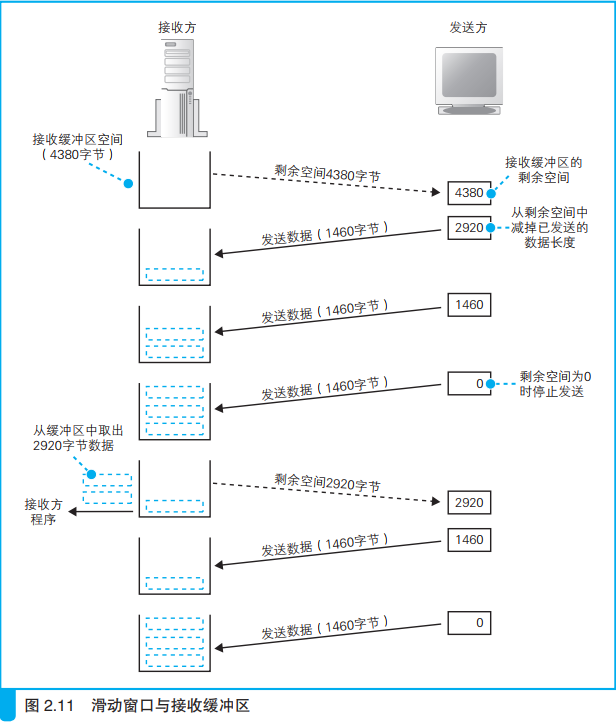 接收方
发送方
接收缓冲区空间
（4380字节）
剩余空间4380字节
接收缓冲区的
剩余空间
4380
从剩余空间中
减掉已发送的
数据长度
2920
发送数据（1460字节）
1460
发送数据（1460字节）
0
剩余空间为0
时停止发送
发送数据（1460字节）
从缓冲区中取出
2920字节数据
剩余空间2920字节
接收方
程序
2920
1460
发送数据（1460字节）
0
发送数据（1460字节）
图 2.11 滑动窗口与接收缓冲区